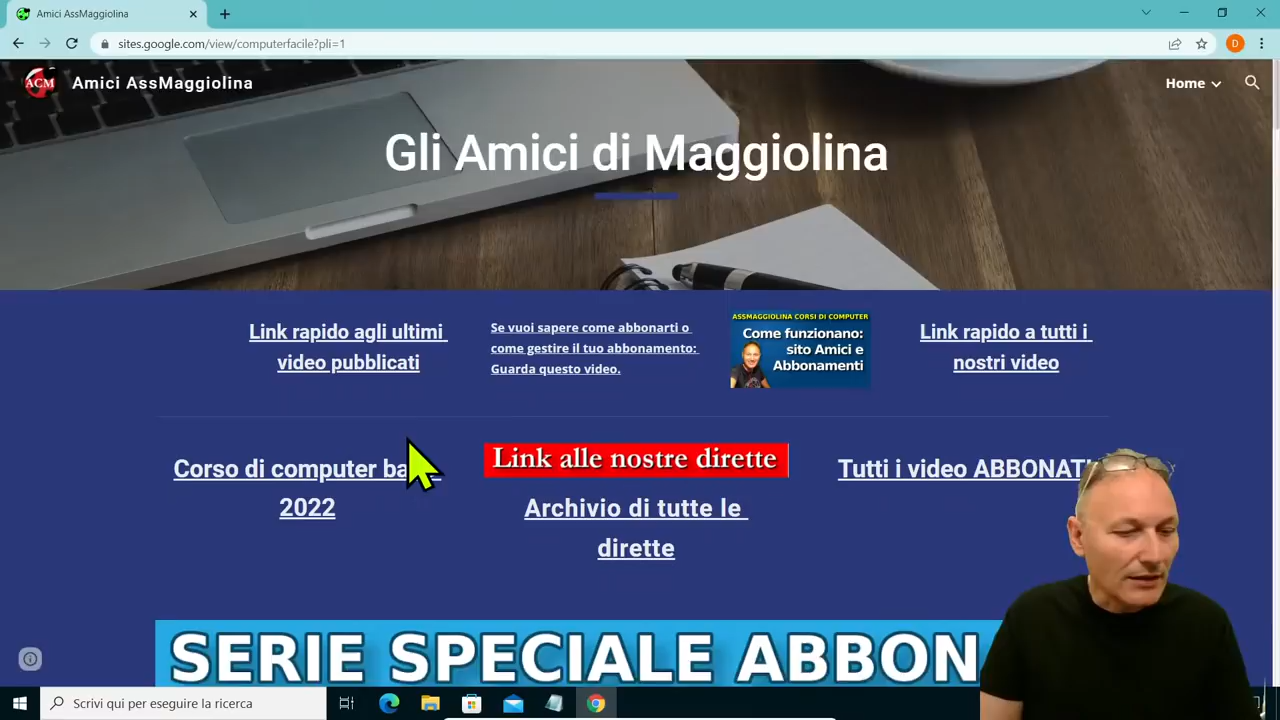 Amici AssMaggiolina
sites.google.com/view/computerfacile?pli=1
D
ACM
Amici AssMaggiolina
Home
Gli Amici di Maggiolina
Link rapido agli ultimi
video pubblicati
Se vuoi sapere come abbonarti o
come gestire il tuo abbonamento:
Guarda questo video.
ASSMAGGIOLINA CORSI DI COMPUTER
Come funzionano:
sito Amici e
Abbonamenti
Link rapido a tutti i
nostri video
Corso di computer
2022
Link alle nostre dirette
Archivio di tutte le
dirette
Tutti i video
SERIE SPECIALE
Scrivi qui per eseguire la ricerca